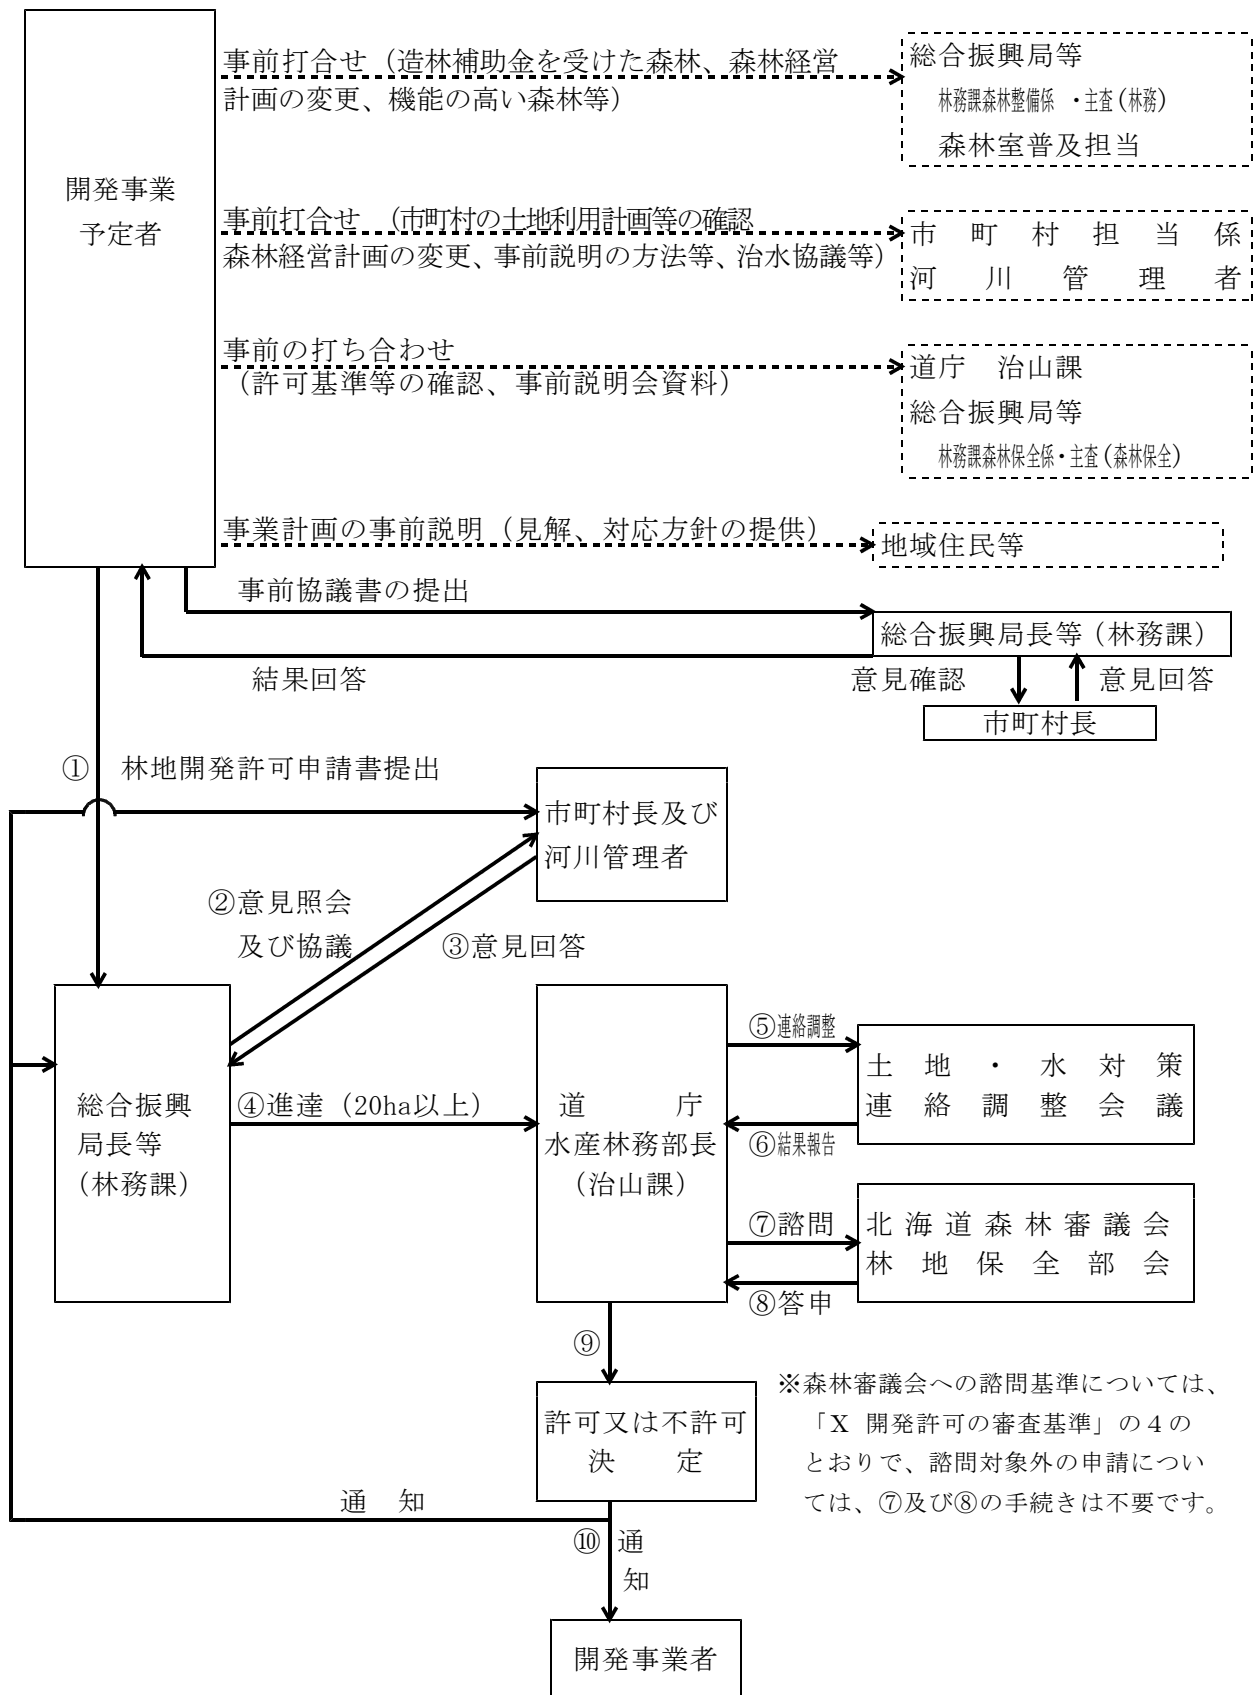 事前打合せ（造林補助金を受けた森林、森林経営
計画の変更、機能の高い森林等）
総合振興局等
林務課森林整備係 ・主査(林務)
森林室普及担当
開発事業
予定者
事前打合せ （市町村の土地利用計画等の確認
森林経営計画の変更、事前説明の方法等、治水協議等）
市町村担当係
河川管理者
事前の打ち合わせ
（許可基準等の確認、事前説明会資料）
道庁　治山課
総合振興局等
林務課森林保全係・主査(森林保全)
事業計画の事前説明（見解、対応方針の提供）
地域住民等
事前協議書の提出
総合振興局長等（林務課）
結果回答
意見確認
意見回答
市町村長
① 林地開発許可申請書提出
市町村長及び
河川管理者
②意見照会
及び協議
③意見回答
総合振興
局長等
（林務課）
④進達（20ha以上）
道　　庁
水産林務部長
（治山課）
⑤連絡調整
土地・水対策
連絡調整会議
⑥結果報告
⑦諮問
北海道森林審議会
林地保全部会
⑧答申
⑨
許可又は不許可
決　　定
※森林審議会への諮問基準については、
「Ⅹ 開発許可の審査基準」の４の
とおりで、諮問対象外の申請につい
ては、⑦及び⑧の手続きは不要です。
通　知
⑩ 通
知
開発事業者